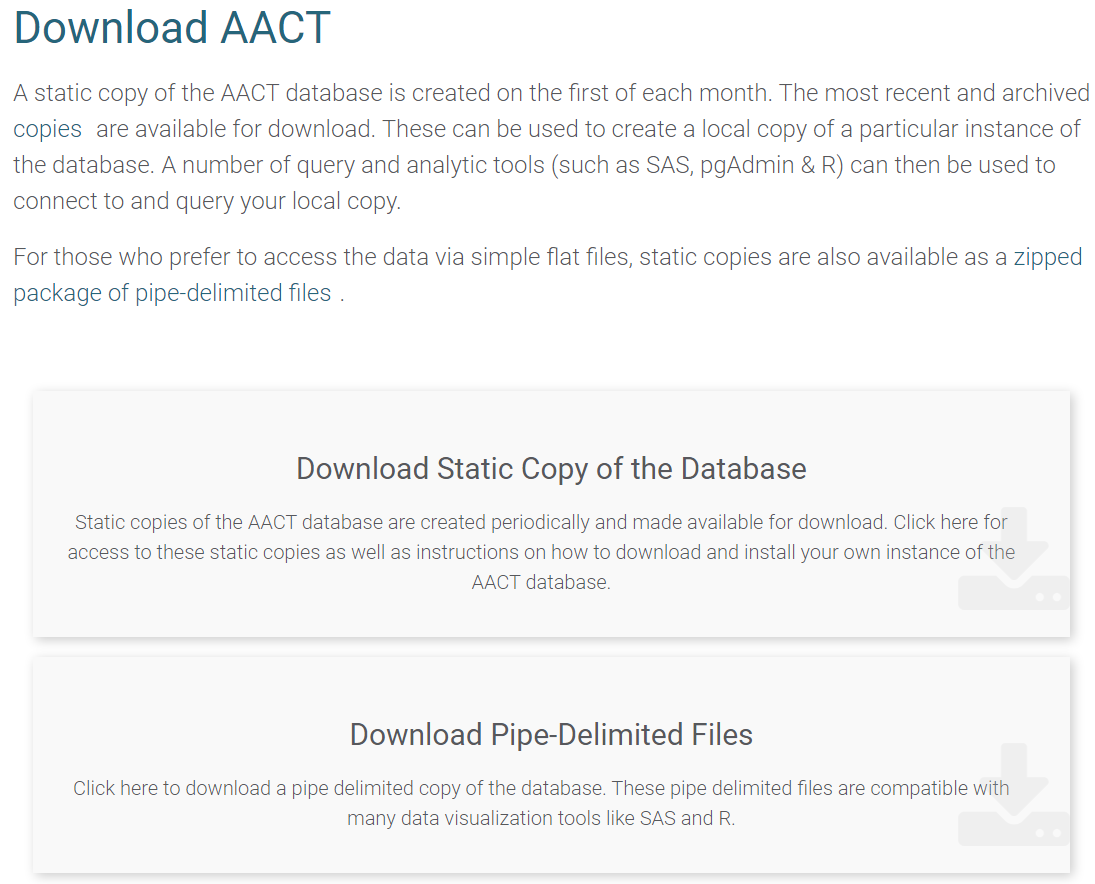 Download AACT
A static copy of the AACT database is created on the first of each month. The most recent and archived
copies are available for download. These can be used to create a local copy of a particular instance of
the database. A number of query and analytic tools (such as SAS, pgAdmin & R) can then be used to
connect to and query your local copy.
For those who prefer to access the data via simple flat files, static copies are also available as a zipped
package of pipe-delimited files .
Download Static Copy of the Database
Static copies of the AACT database are created periodically and made available for download. Click here for
access to these static copies as well as instructions on how to download and install your own instance of the
AACT database.
Download Pipe-Delimited Files
Click here to download a pipe delimited copy of the database. These pipe delimited files are compatible with
many data visualization tools like SAS and R.